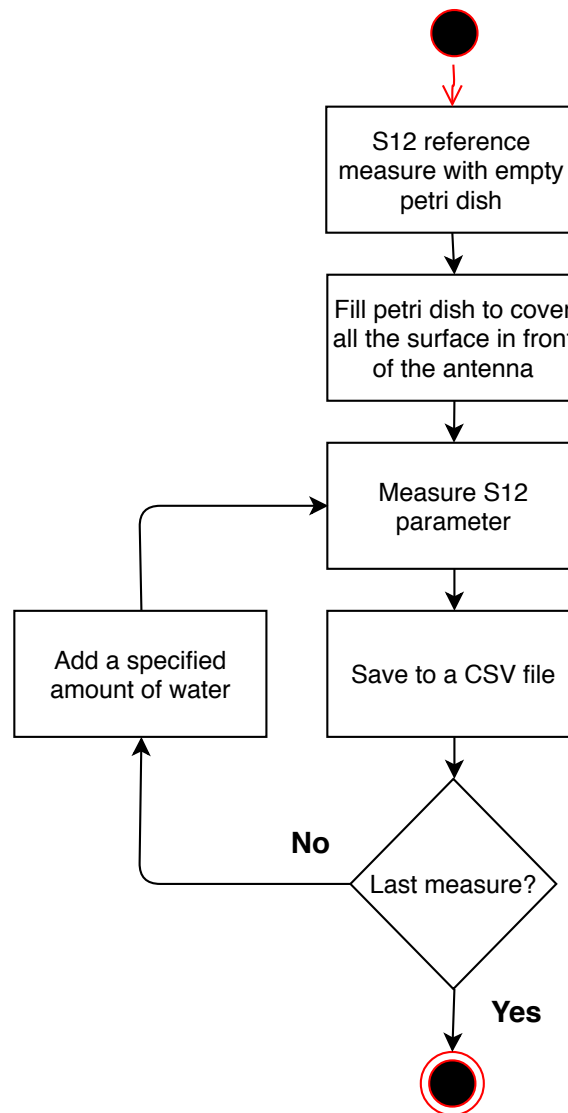 S12 reference
measure with empty
petri dish
Fill petri dish to cover
all the surface in front
of the antenna
Measure S12
parameter
Add a specified
amount of water
Save to a CSV file
No
Last measure?
Yes